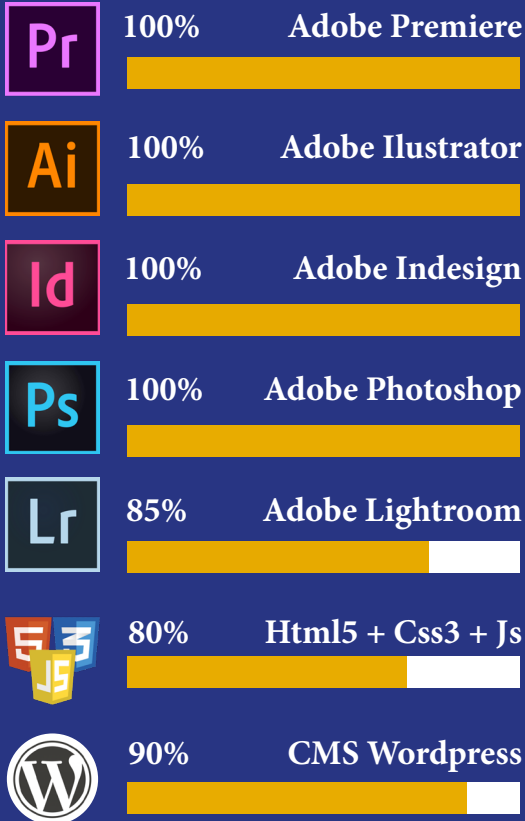 Pr 100% Adobe Premiere
Ai 100% Adobe Ilustrator
Id 100% Adobe Indesign
Ps 100% Adobe Photoshop
Lr 85% Adobe Lightroom
5 3
JS
80% Html5 + Css3 + Js
W 90% CMS Wordpress